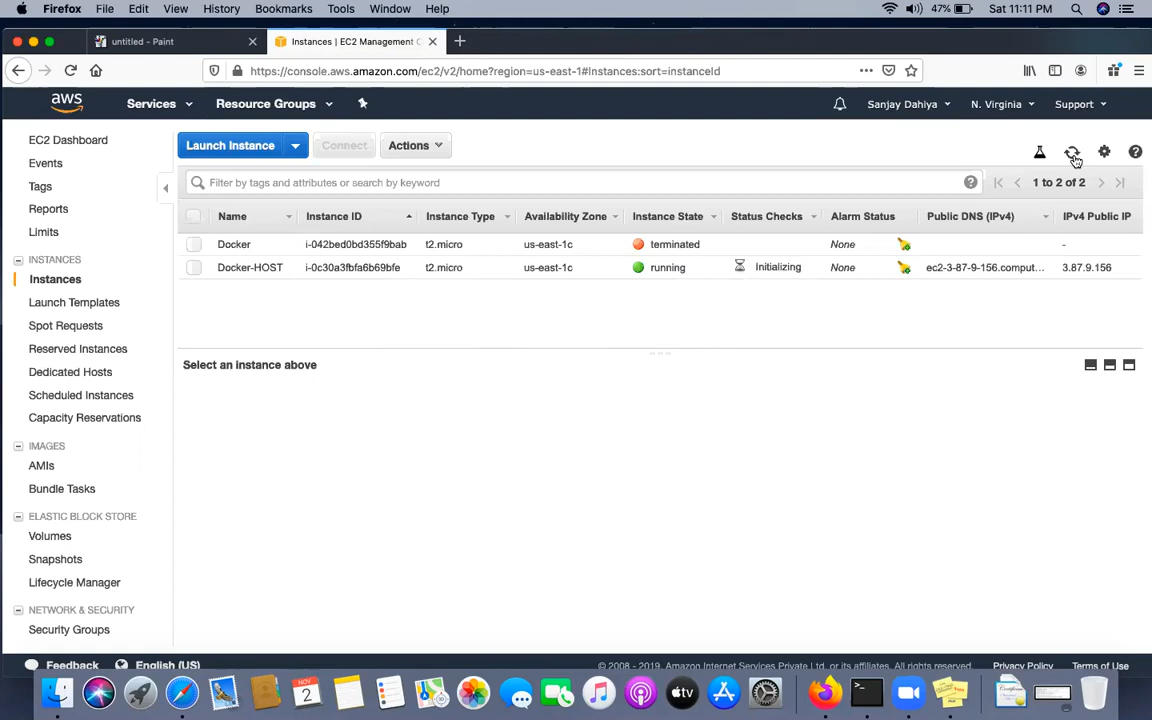 Firefox File Edit View History Bookmarks Tools Window Help 47% Sat 11:11 PM
untitled - Paint Instances | EC2 Management C
https://console.aws.amazon.com/ec2/v2/home?region=us-east-1#Instances:sort=instanceId
aws Services Resource Groups Sanjay Dahiya N. Virginia Support
EC2 Dashboard
Events
Tags
Reports
Limits
INSTANCES
Instances
Launch Templates
Spot Requests
Reserved Instances
Dedicated Hosts
Scheduled Instances
Capacity Reservations
IMAGES
AMIs
Bundle Tasks
ELASTIC BLOCK STORE
Volumes
Snapshots
Lifecycle Manager
NETWORK & SECURITY
Security Groups
Launch Instance Connect Actions
Filter by tags and attributes or search by keyword 1 to 2 of 2
Name Instance ID Instance Type Availability Zone Instance State Status Checks Alarm Status Public DNS (IPv4) IPv4 Public IP
Docker i-042bed0bd355f9bab t2.micro us-east-1c terminated None -
Docker-HOST i-0c30a3fbfa6b69bfe t2.micro us-east-1c running Initializing None ec2-3-87-9-156.comput... 3.87.9.156
Select an instance above
Feedback English (US) © 2008 - 2019, Amazon Internet Services Private Ltd. or its affiliates. All rights reserved. Privacy Policy Terms of Use
NOV
2
tv